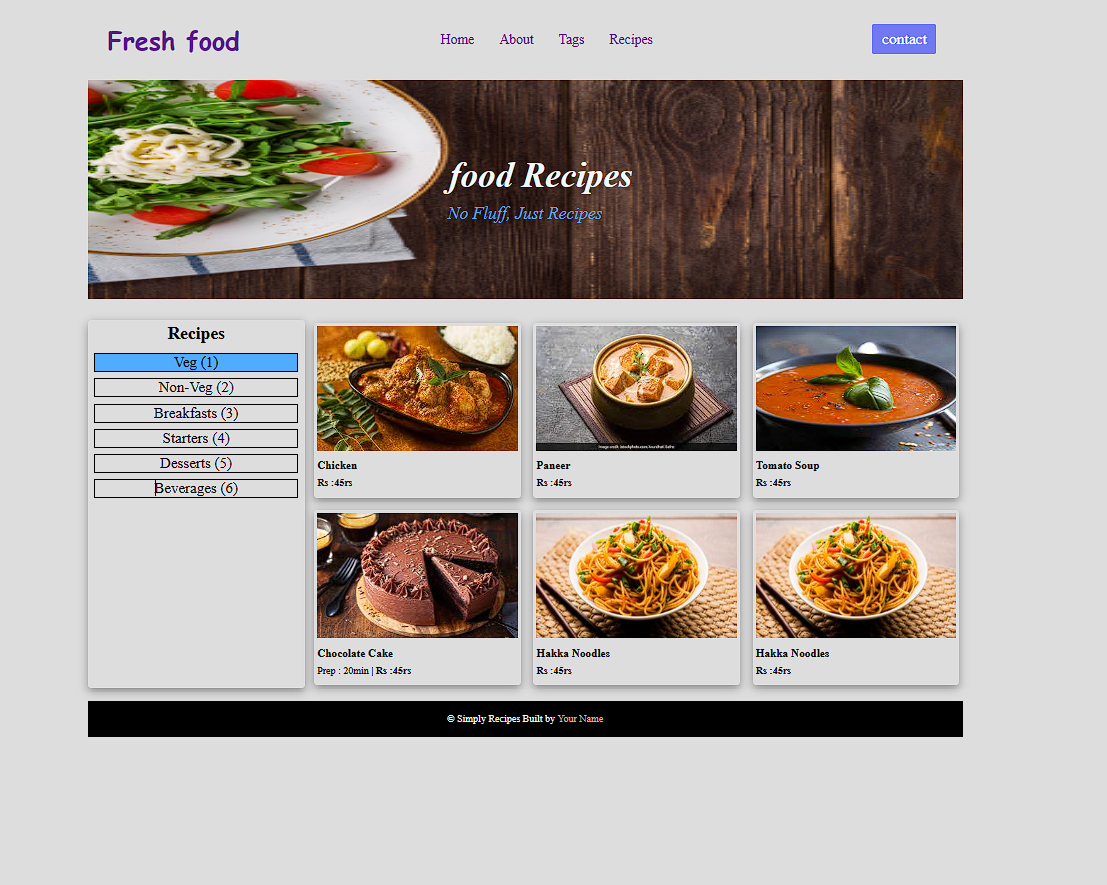 Fresh food
Home About Tags Recipes
contact
food Recipes
No Fluff, Just Recipes
Recipes
Veg (1)
Non-Veg (2)
Breakfasts (3)
Starters (4)
Desserts (5)
Beverages (6)
Chicken
Rs :45rs
Paneer
Rs :45rs
Tomato Soup
Rs :45rs
Chocolate Cake
Prep : 20min | Rs :45rs
Hakka Noodles
Rs :45rs
Hakka Noodles
Rs :45rs
© Simply Recipes Built by Your Name